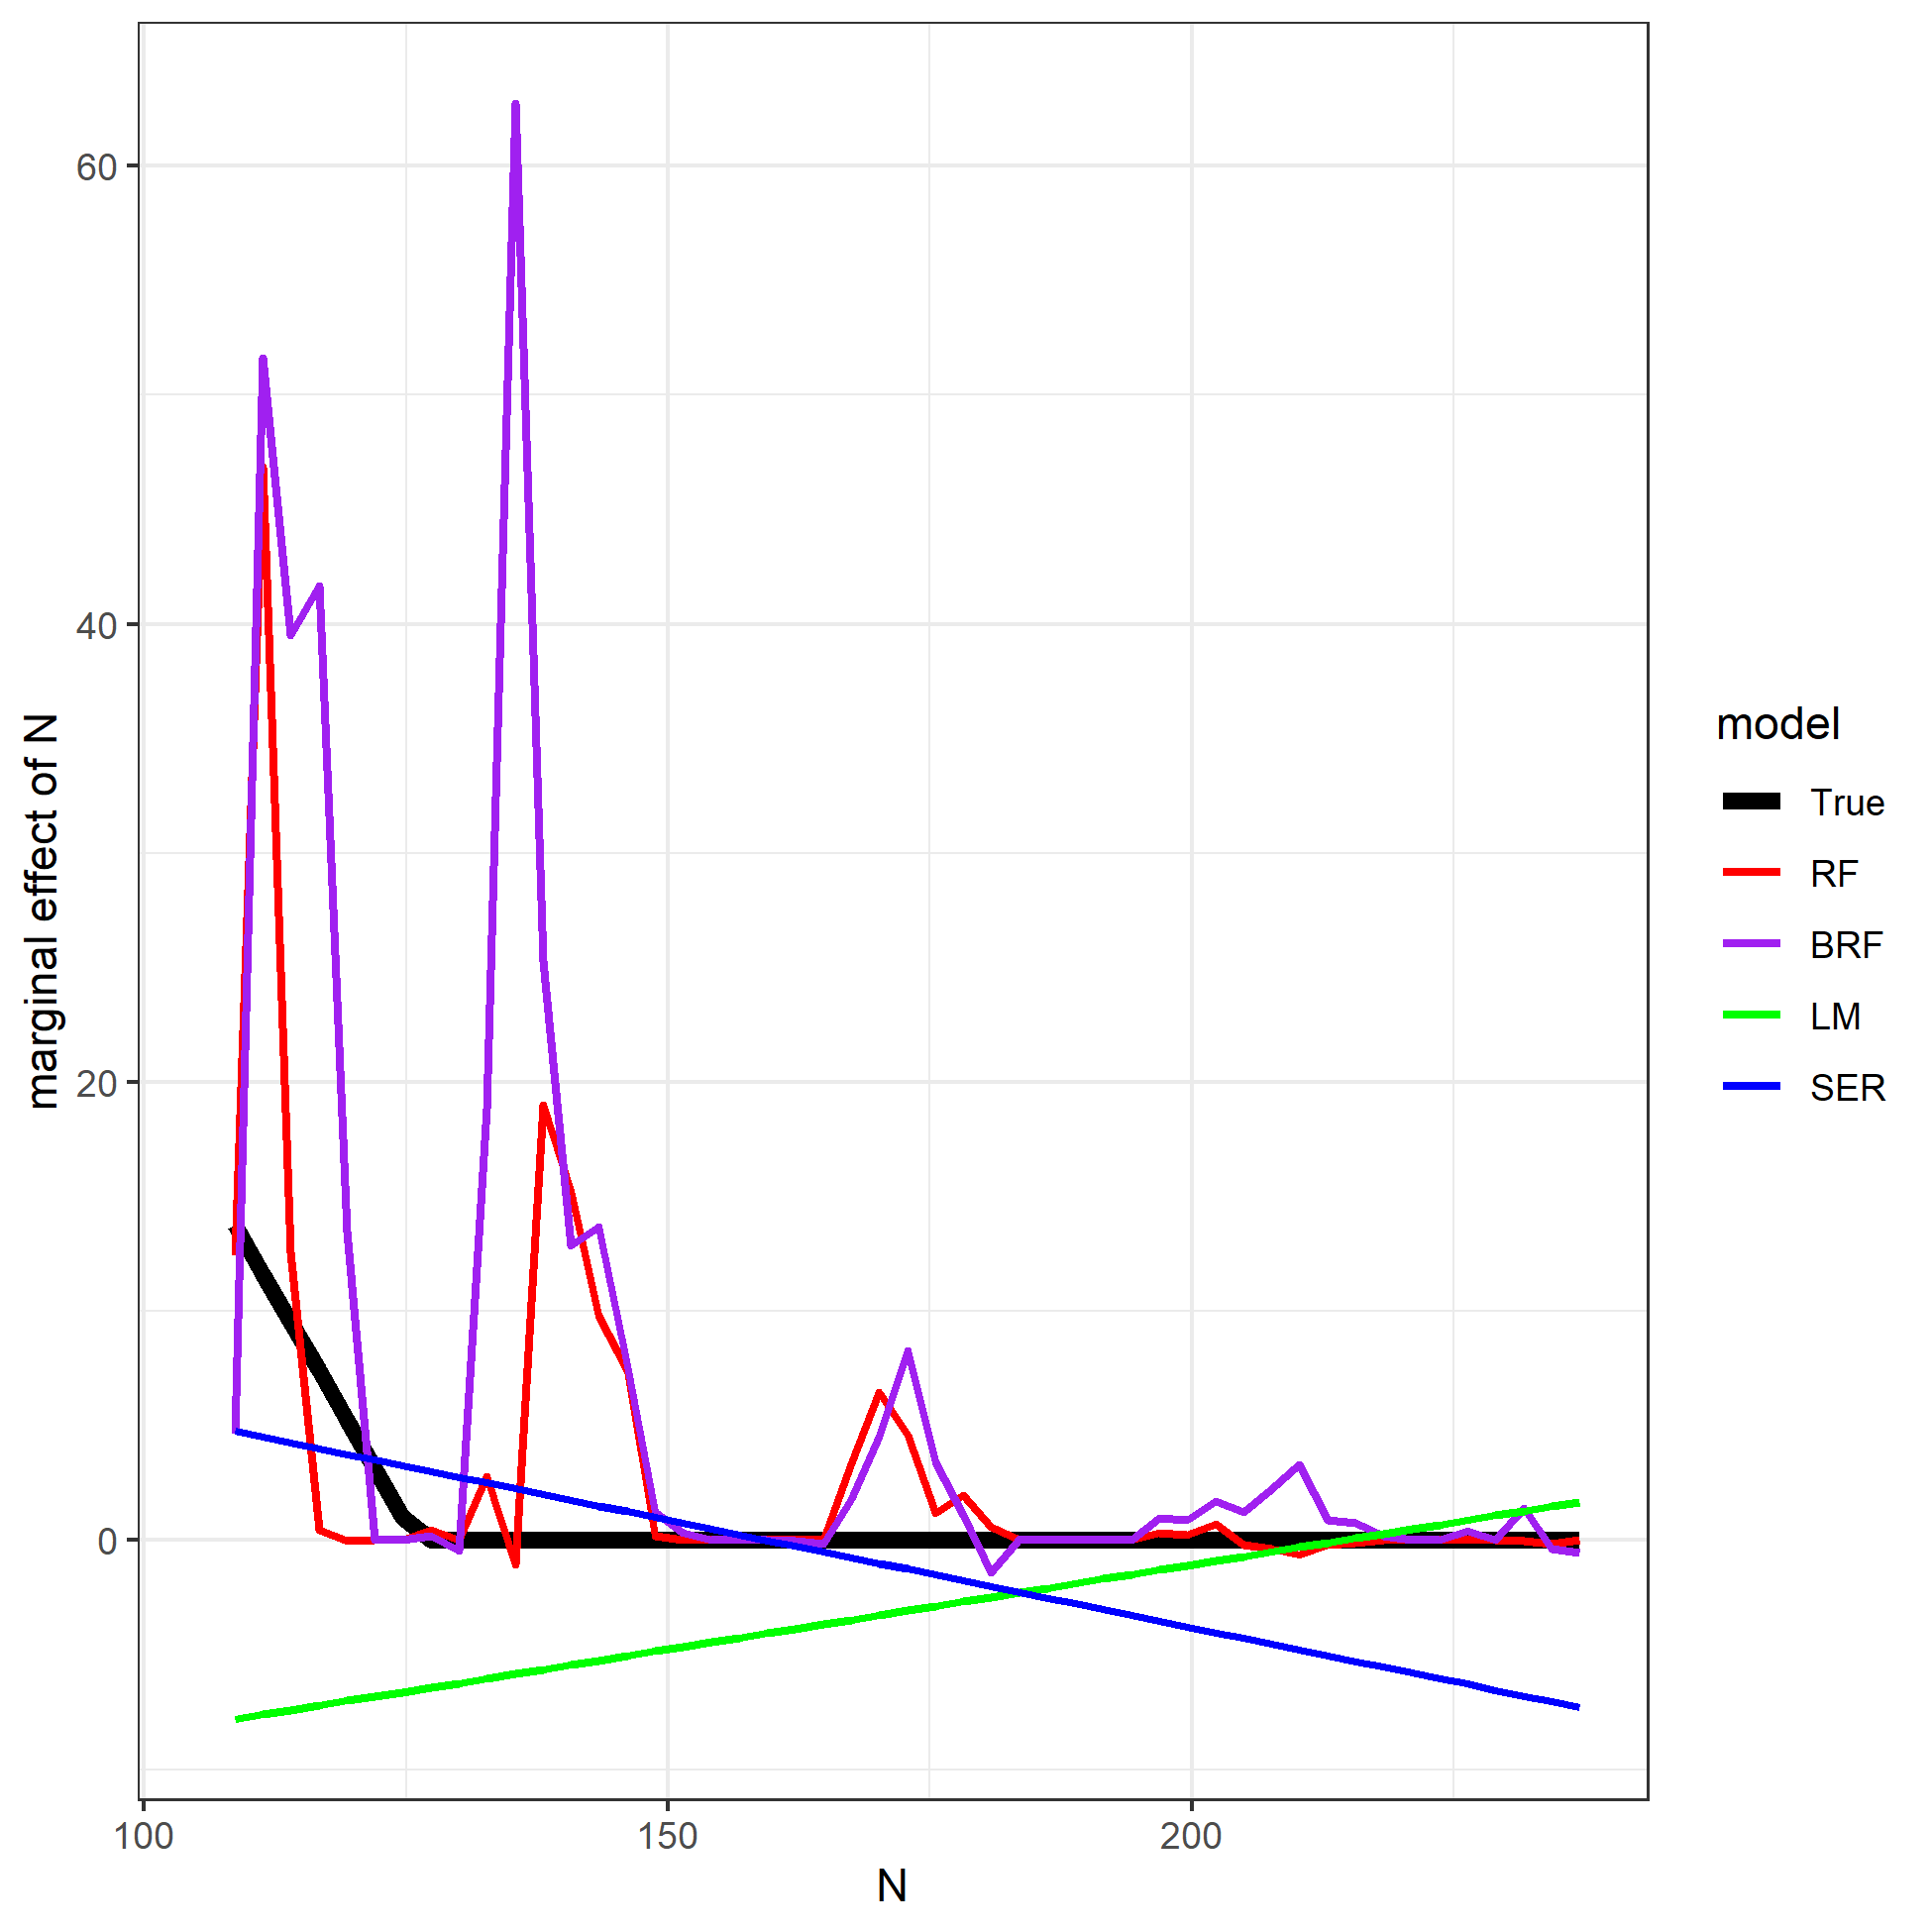 60
40
20
0
marginal effect of N
100
150
200
N
model
True
RF
BRF
LM
SER